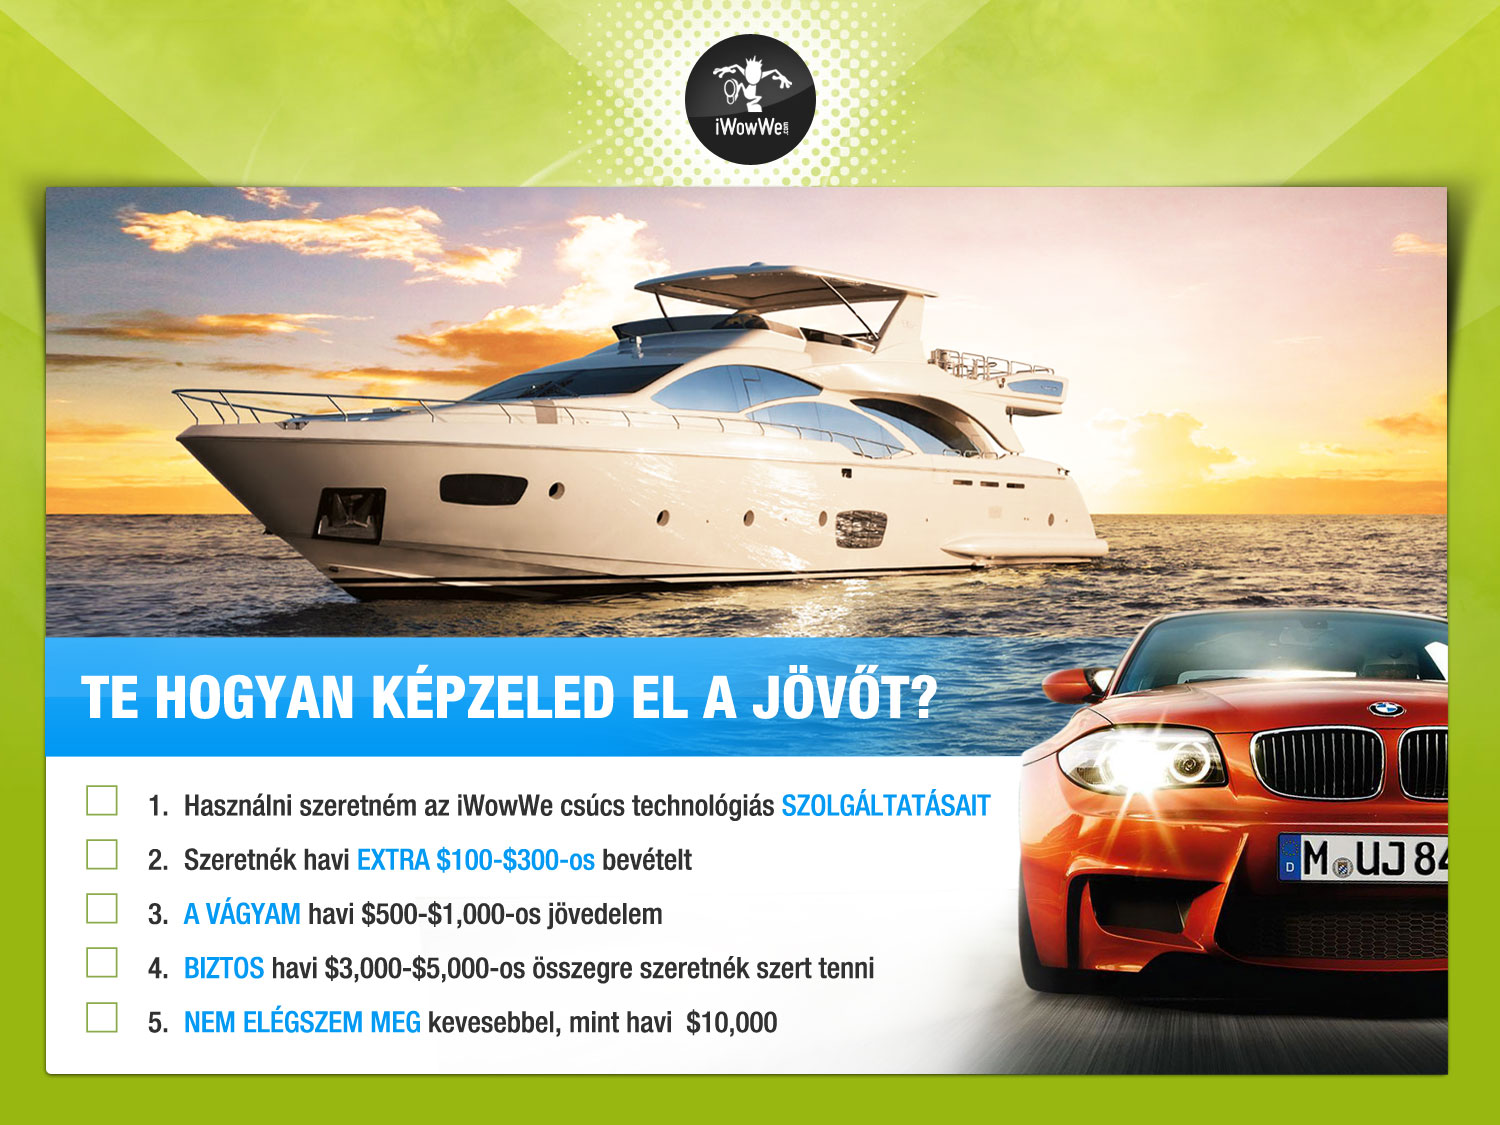 iWowWe.com
TE HOGYAN KÉPZELED EL A JÖVŐT?
1. Használni szeretném az iWowWe csúcs technológiás SZOLGÁLTATÁSAIT
2. Szeretnék havi EXTRA $100-$300-os bevételt
3. A VÁGYAM havi $500-$1,000-os jövedelem
4. BIZTOS havi $3,000-$5,000-os összegre szeretnék szert tenni
5. NEM ELÉGSZEM MEG kevesebbel, mint havi $10,000
D M UJ 84